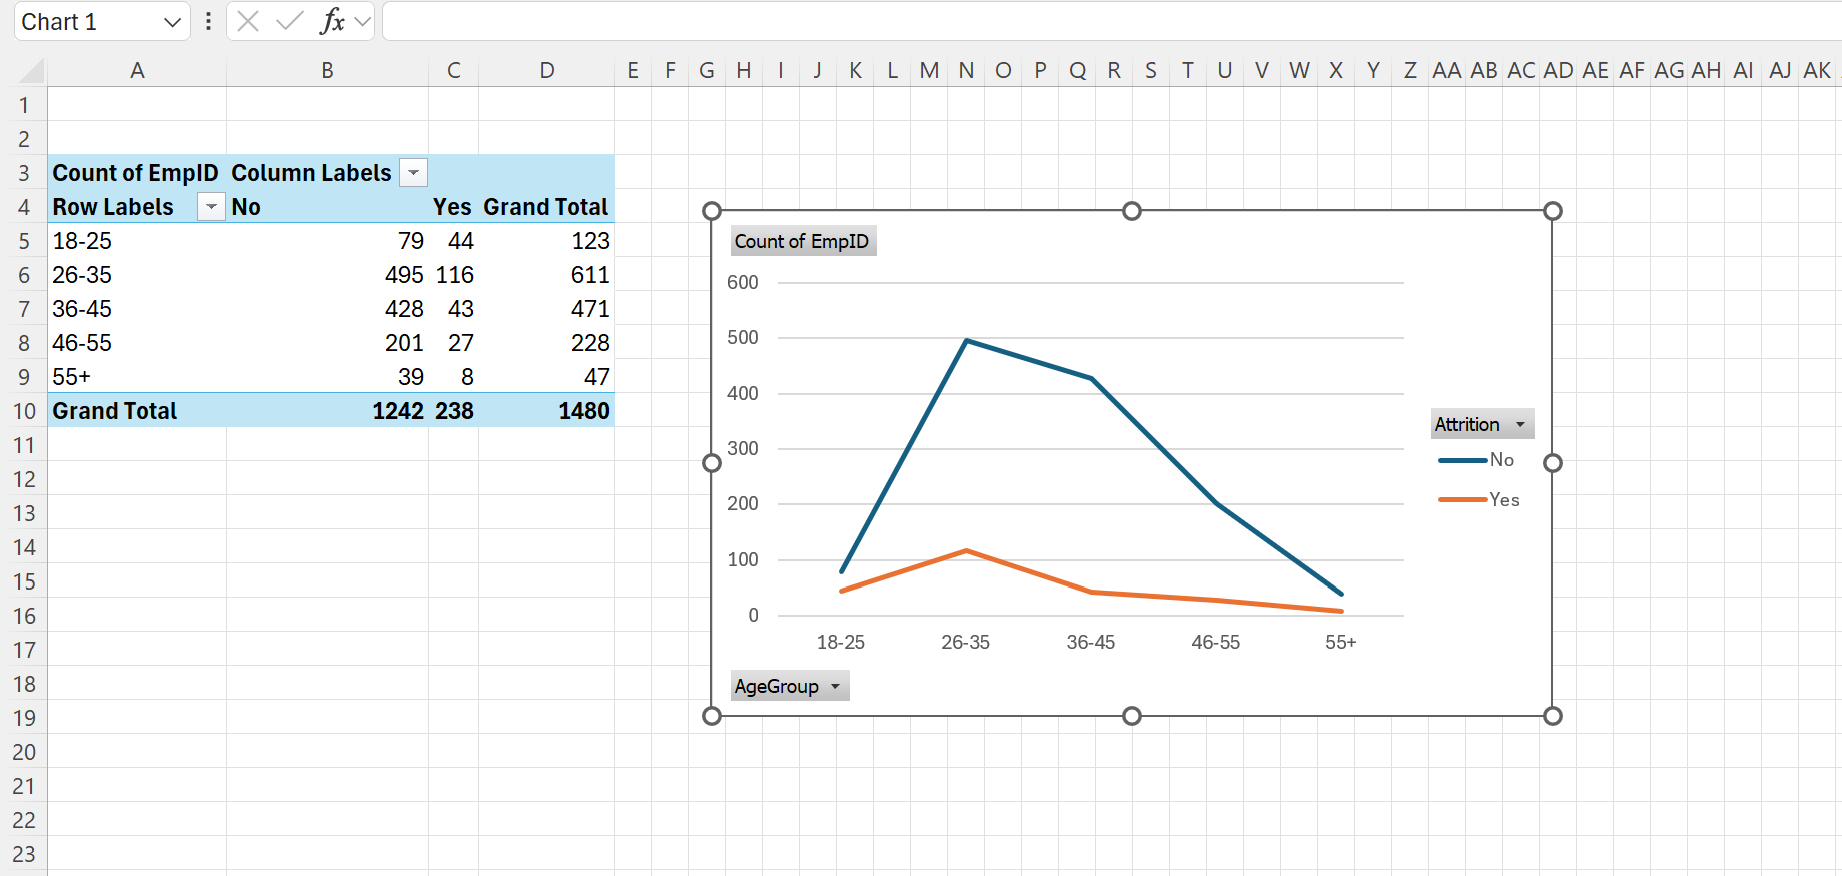 Chart 1
fx
A B C D E F G H I J K L M N O P Q R S T U V W X Y Z AA AB AC AD AE AF AG AH AI AJ AK
1
2
3 Count of EmpID Column Labels
4 Row Labels No Yes Grand Total
5 18-25 79 44 123
6 26-35 495 116 611
7 36-45 428 43 471
8 46-55 201 27 228
9 55+ 39 8 47
10 Grand Total 1242 238 1480
11
12
13
14
15
16
17
18
19
20
21
22
23
Count of EmpID
600
500
400
300
200
100
0
18-25 26-35 36-45 46-55 55+
AgeGroup
Attrition
No
Yes